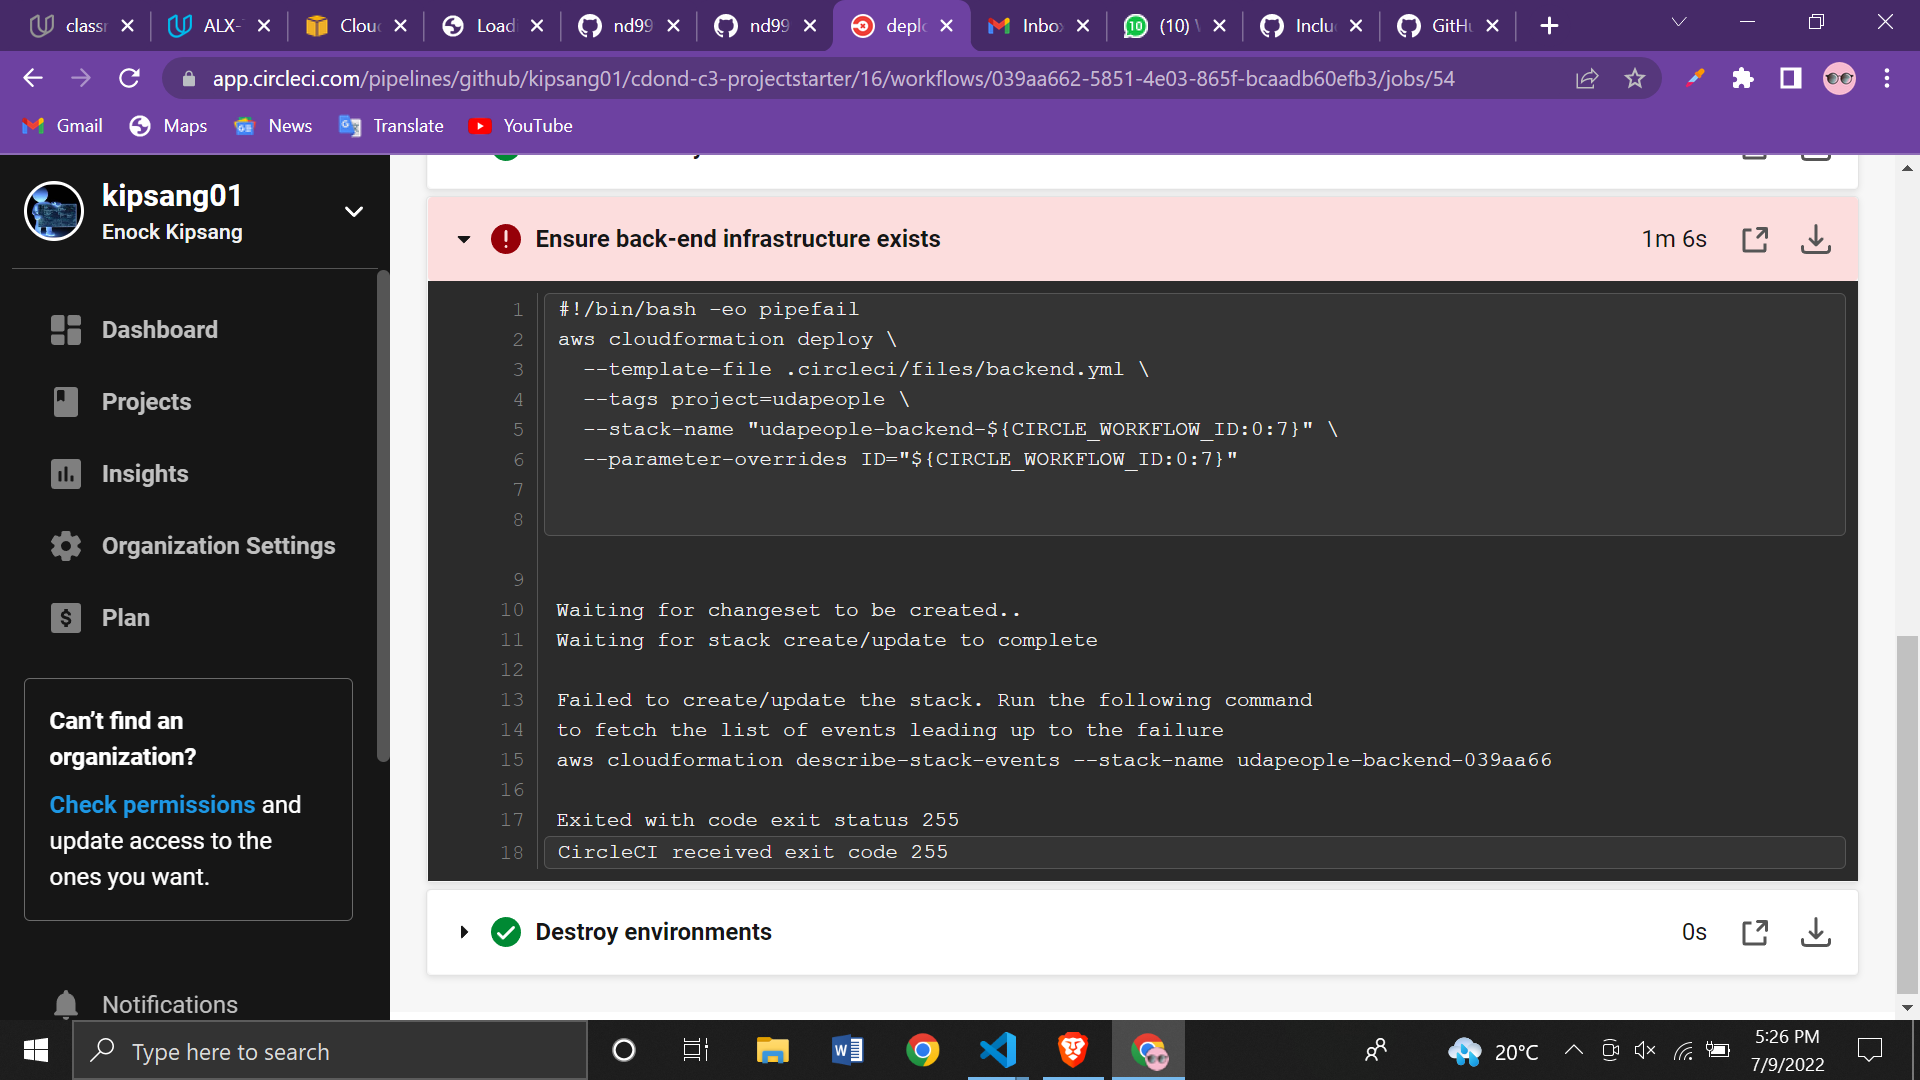 classr
ALX-
Clou
Load
nd99
nd99
deplo
Inbo
(10)
Inclu
GitHu
app.circleci.com/pipelines/github/kipsang01/cdond-c3-projectstarter/16/workflows/039aa662-5851-4e03-865f-bcaadb60efb3/jobs/54
Gmail
Maps
News
Translate
YouTube
kipsang01
Enock Kipsang
Dashboard
Projects
Insights
Organization Settings
Plan
Can’t find an
organization?
Check permissions and
update access to the
ones you want.
Notifications
Ensure back-end infrastructure exists
1m 6s
1 #!/bin/bash -eo pipefail
2 aws cloudformation deploy \
3 --template-file .circleci/files/backend.yml \
4 --tags project=udapeople \
5 --stack-name "udapeople-backend-${CIRCLE_WORKFLOW_ID:0:7}" \
6 --parameter-overrides ID="${CIRCLE_WORKFLOW_ID:0:7}"
7
8
9
10 Waiting for changeset to be created..
11 Waiting for stack create/update to complete
12
13 Failed to create/update the stack. Run the following command
14 to fetch the list of events leading up to the failure
15 aws cloudformation describe-stack-events --stack-name udapeople-backend-039aa66
16
17 Exited with code exit status 255
18 CircleCI received exit code 255
Destroy environments
0s
Type here to search
20°C
5:26 PM
7/9/2022